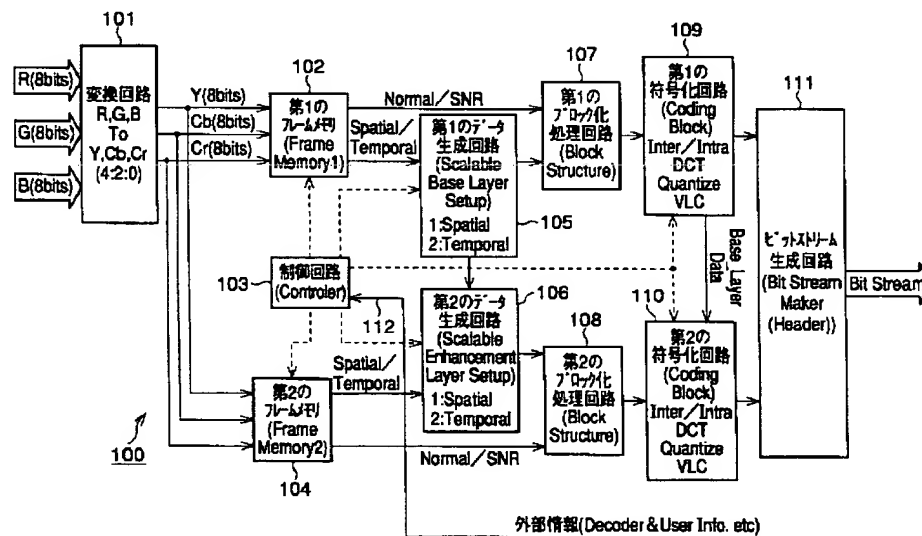 101
変換回路
R,G,B
To
Y,Cb,Cr
(4:2:0)
R(8bits)
G(8bits)
B(8bits)
Y(8bits)
Cb(8bits)
Cr(8bits)
102
第1の
フレームメモリ
(Frame
Memory1)
Normal/SNR
Spatial/
Temporal
第1のデータ
生成回路
(Scalable
Base Layer
Setup)
1:Spatial
2:Temporal
105
107
第1の
ブロック化
処理回路
(Block
Structure)
109
第1の
符号化回路
(Coding
Block)
Inter/Intra
DCT
Quantize
VLC
111
ビットストリーム
生成回路
(Bit Stream
Maker
(Header))
Bit Stream
Base_Layer
Data
103
制御回路
(Controler)
112
106
第2のデータ
生成回路
(Scalable
Enhancement
Layer Setup)
1:Spatial
2:Temporal
108
第2の
ブロック化
処理回路
(Block
Structure)
110
第2の
符号化回路
(Coding
Block)
Inter/Intra
DCT
Quantize
VLC
Spatial/
Temporal
第2の
フレームメモリ
(Frame
Memory2)
104
Normal/SNR
100
外部情報(Decoder & User Info. etc)